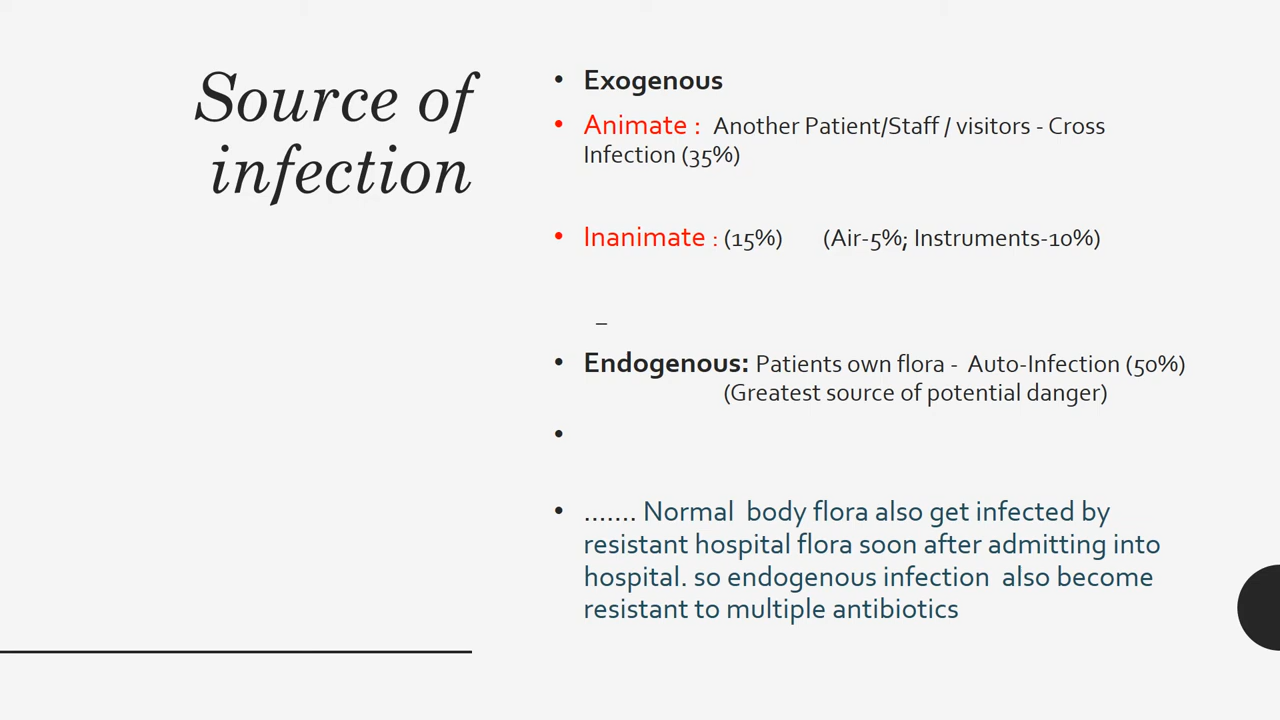 Source of
infection
• Exogenous
• Animate : Another Patient/Staff / visitors - Cross
Infection (35%)
• Inanimate : (15%) (Air-5%; Instruments-10%)
–
• Endogenous: Patients own flora - Auto-Infection (50%)
(Greatest source of potential danger)
•
• ....... Normal body flora also get infected by
resistant hospital flora soon after admitting into
hospital. so endogenous infection also become
resistant to multiple antibiotics